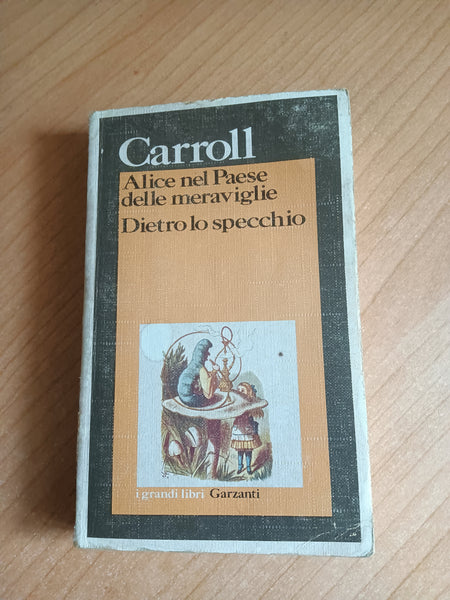 Carroll
Alice nel Paese
delle meraviglie
Dietro lo specchio
i grandi libri Garzanti